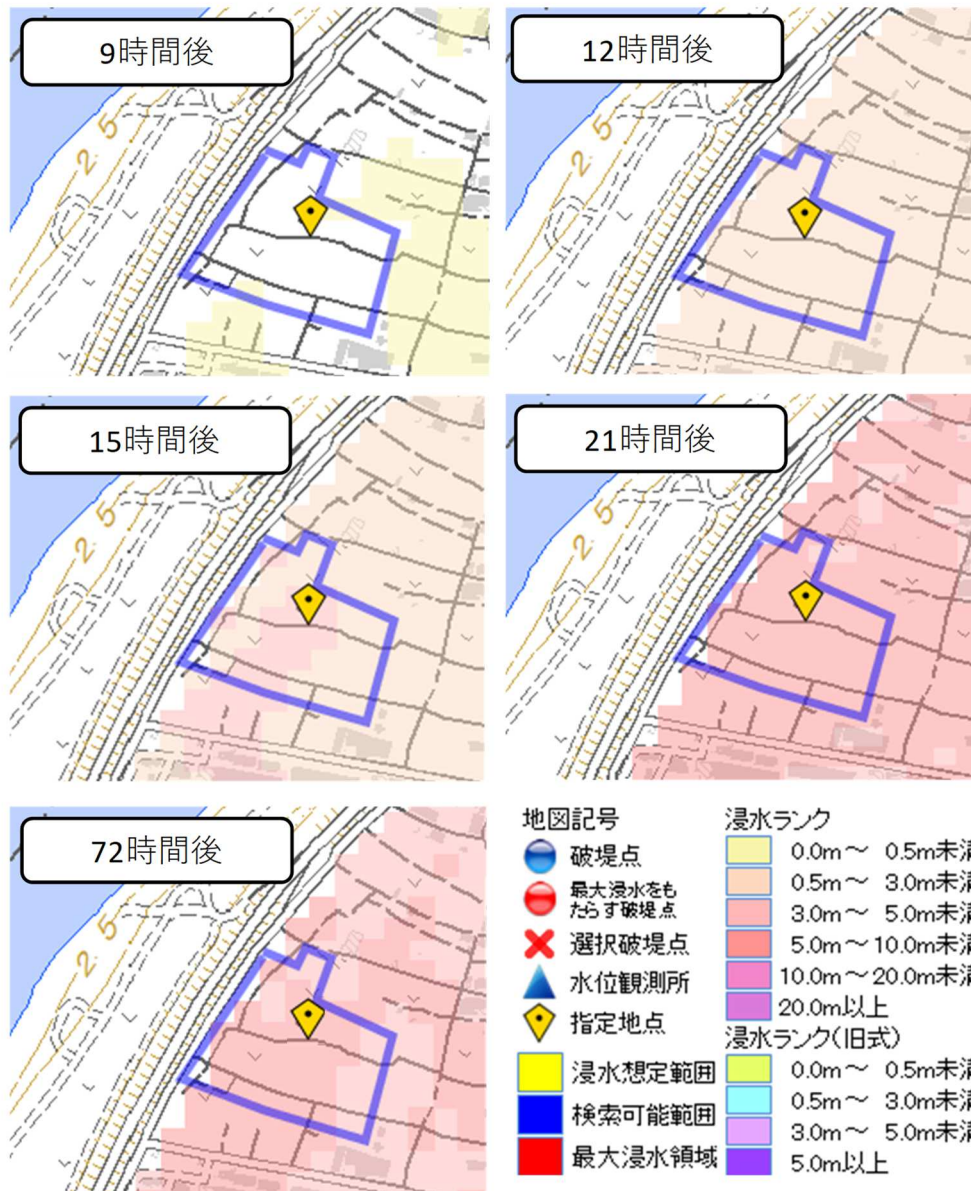 9時間後
25
12時間後
25
15時間後
25
21時間後
25
72時間後
25
地図記号
破堤点
最大浸水をも
たらす破堤点
選択破堤点
水位観測所
指定地点
浸水想定範囲
検索可能範囲
最大浸水領域
浸水ランク
0.0m～ 0.5m未満
0.5m～ 3.0m未満
3.0m～ 5.0m未満
5.0m～10.0m未満
10.0m～20.0m未満
20.0m以上
浸水ランク(旧式)
0.0m～ 0.5m未満
0.5m～ 3.0m未満
3.0m～ 5.0m未満
5.0m以上